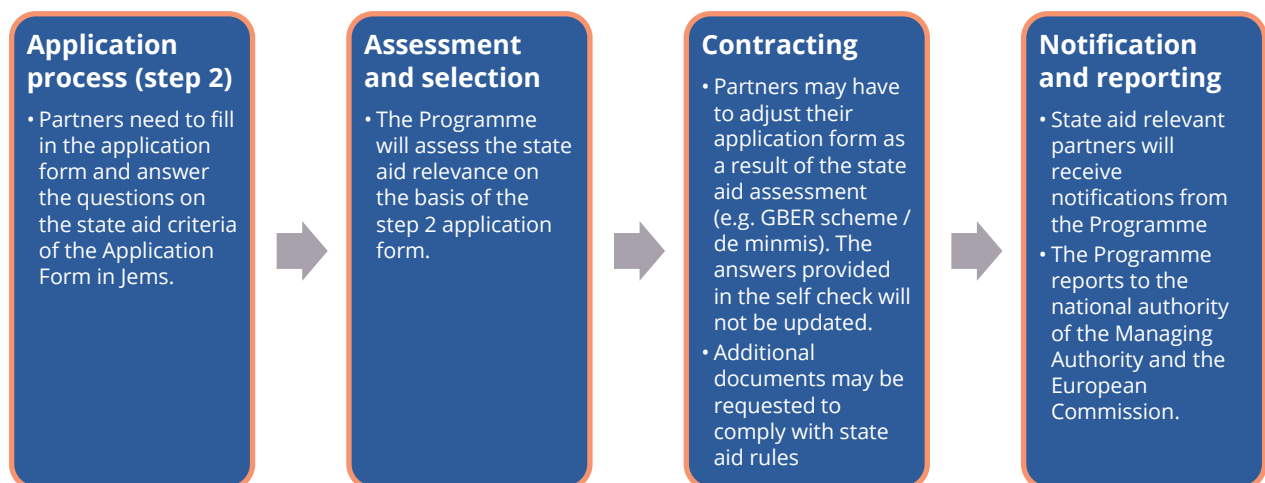 Application
process (step 2)
• Partners need to fill
in the application
form and answer
the questions on
the state aid criteria
of the Application
Form in Jems.
Assessment
and selection
• The Programme
will assess the state
aid relevance on
the basis of the
step 2 application
form.
Contracting
• Partners may have
to adjust their
application form as
a result of the state
aid assessment
(e.g. GBER scheme /
de minmis). The
answers provided
in the self check will
not be updated.
• Additional
documents may be
requested to
comply with state
aid rules
Notification
and reporting
• State aid relevant
partners will
receive
notifications from
the Programme
• The Programme
reports to the
national authority
of the Managing
Authority and the
European
Commission.